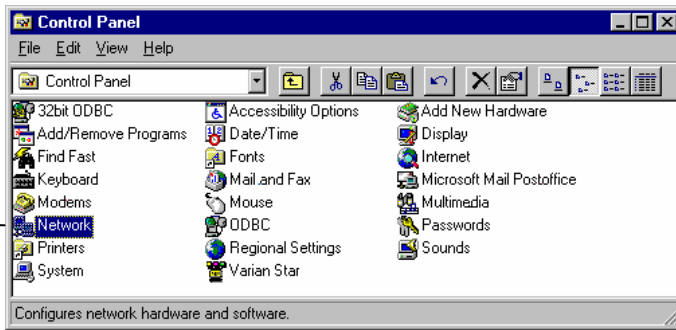 Control Panel
File Edit View Help
Control Panel
32bit ODBC Accessibility Options Add New Hardware
Add/Remove Programs Date/Time Display
Find Fast Fonts Internet
Keyboard Mail and Fax Microsoft Mail Postoffice
Modems Mouse Multimedia
Network ODBC Passwords
Printers Regional Settings Sounds
System Varian Star
Configures network hardware and software.